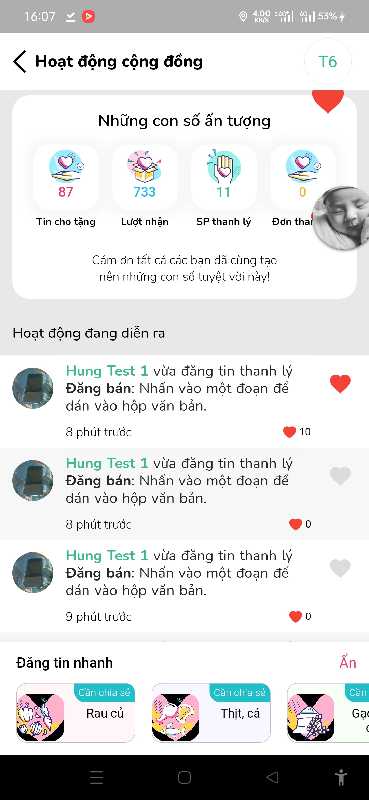 16:07
4.00
KB/S
53%
Hoạt động cộng đồng
T6
Những con số ấn tượng
87
733
11
0
Tin cho tặng
Lượt nhận
SP thanh lý
Đơn tha
Cám ơn tất cả các bạn đã cùng tạo
nên những con số tuyệt vời này!
Hoạt động đang diễn ra
Hung Test 1 vừa đăng tin thanh lý
Đăng bán: Nhấn vào một đoạn để
dán vào hộp văn bản.
8 phút trước
10
Hung Test 1 vừa đăng tin thanh lý
Đăng bán: Nhấn vào một đoạn để
dán vào hộp văn bản.
8 phút trước
0
Hung Test 1 vừa đăng tin thanh lý
Đăng bán: Nhấn vào một đoạn để
dán vào hộp văn bản.
9 phút trước
0
Đăng tin nhanh
Ẩn
Cần chia sẻ
Rau củ
Cần chia sẻ
Thịt, cá
Cần
Gạ